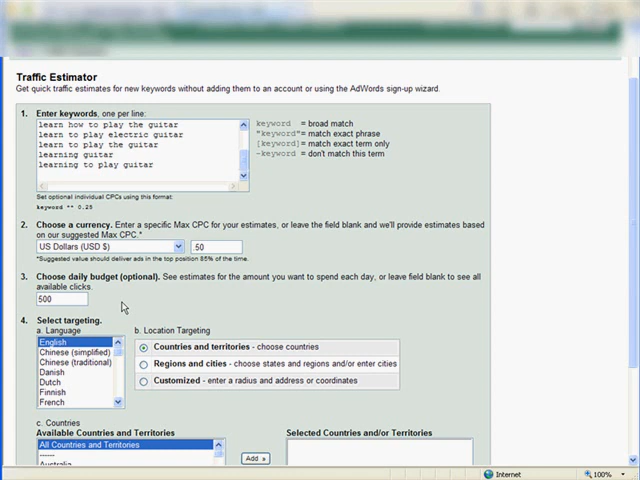 Traffic Estimator
Get quick traffic estimates for new keywords without adding them to an account or using the AdWords sign-up wizard.
1. Enter keywords, one per line:
learn how to play the guitar
learn to play electric guitar
learn to play the guitar
learning guitar
learning to play guitar
keyword = broad match
"keyword" = match exact phrase
[keyword] = match exact term only
-keyword = don't match this term
Set optional individual CPCs using this format:
keyword ** 0.25
2. Choose a currency. Enter a specific Max CPC for your estimates, or leave the field blank and we'll provide estimates based
on our suggested Max CPC.*
US Dollars (USD $) .50
*Suggested value should deliver ads in the top position 85% of the time.
3. Choose daily budget (optional). See estimates for the amount you want to spend each day, or leave field blank to see all
available clicks.
500
4. Select targeting.
a. Language
English
Chinese (simplified)
Chinese (traditional)
Danish
Dutch
Finnish
French
b. Location Targeting
Countries and territories - choose countries
Regions and cities - choose states and regions and/or enter cities
Customized - enter a radius and address or coordinates
c. Countries
Available Countries and Territories
All Countries and Territories
------
Australia
Add »
Selected Countries and/or Territories
Internet
100%